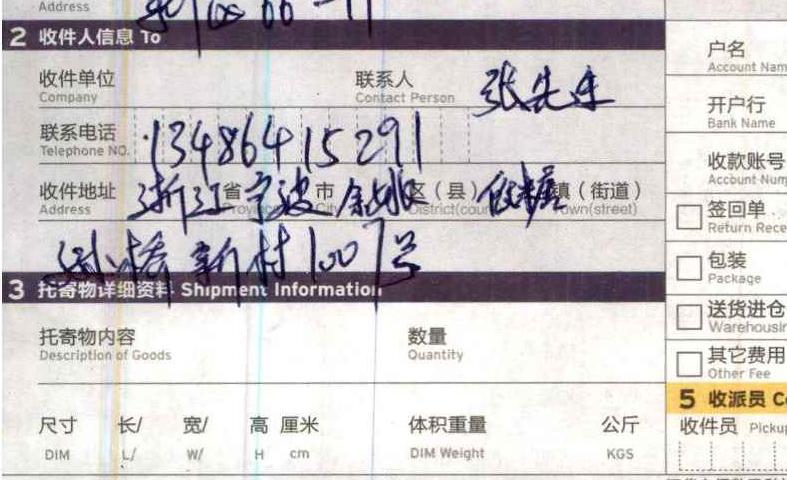 Address
2 收件人信息 To
收件单位 联系人 张先生
Company Contact Person
联系电话 13486415291
Telephone NO.
收件地址 浙江省宁波市余姚区（县）低塘镇（街道）
Address Province City District(county) Town(street)
桥新村1007号
3 托寄物详细资料 Shipment Information
托寄物内容 数量
Description of Goods Quantity
尺寸 长/ 宽/ 高 厘米 体积重量 公斤
DIM L/ W/ H cm DIM Weight KGS
户名
Account Nam
开户行
Bank Name
收款账号
Account Num
签回单
Return Rece
包装
Package
送货进仓
Warehousin
其它费用
Other Fee
5 收派员 Co
收件员 Pickup